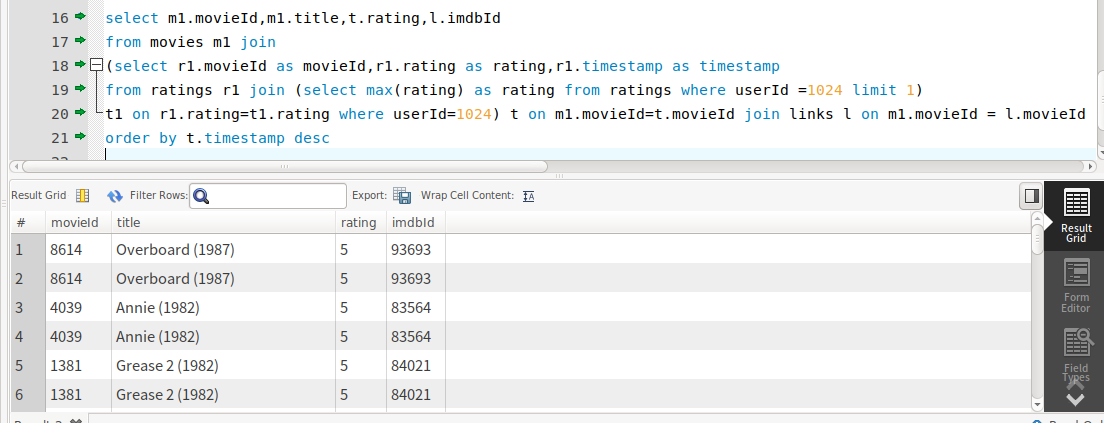 16 select m1.movieId,m1.title,t.rating,l.imdbId
17 from movies m1 join
18 (select r1.movieId as movieId,r1.rating as rating,r1.timestamp as timestamp
19 from ratings r1 join (select max(rating) as rating from ratings where userId =1024 limit 1)
20 t1 on r1.rating=t1.rating where userId=1024) t on m1.movieId=t.movieId join links l on m1.movieId = l.movieId
21 order by t.timestamp desc
Result Grid Filter Rows: Export: Wrap Cell Content:
# movieId title rating imdbId
1 8614 Overboard (1987) 5 93693
2 8614 Overboard (1987) 5 93693
3 4039 Annie (1982) 5 83564
4 4039 Annie (1982) 5 83564
5 1381 Grease 2 (1982) 5 84021
6 1381 Grease 2 (1982) 5 84021
Result
Grid
Form
Editor
Field
Types